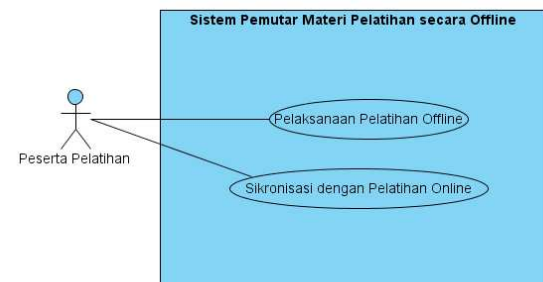 Sistem Pemutar Materi Pelatihan secara Offline
Pelaksanaan Pelatihan Offline
Peserta Pelatihan
Sikronisasi dengan Pelatihan Online